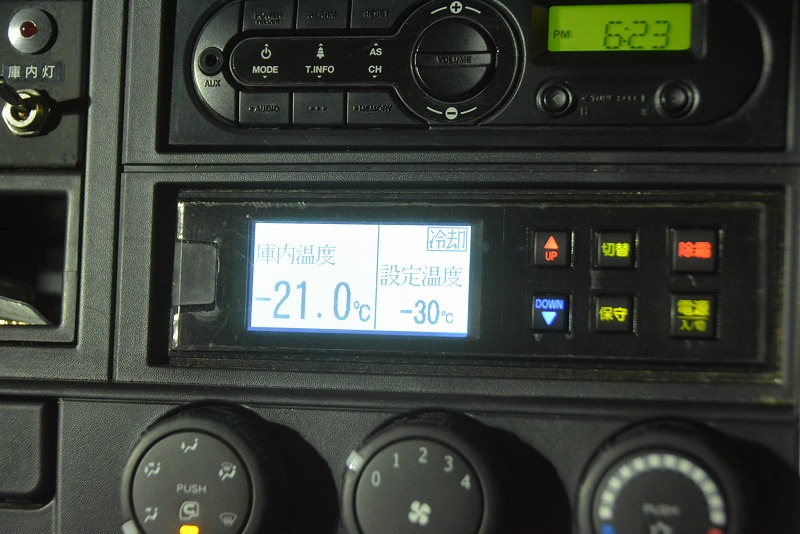 POWER
ALARM
RESET
PM 6:23
MODE
T.INFO
AS
CH
VOLUME
AUX
AUDIO
MEMORY
庫内灯
冷却
庫内温度
-21.0℃
設定温度
-30℃
UP
切替
除霜
DOWN
保守
電源
入/切
PUSH
0 1 2 3 4
PUSH